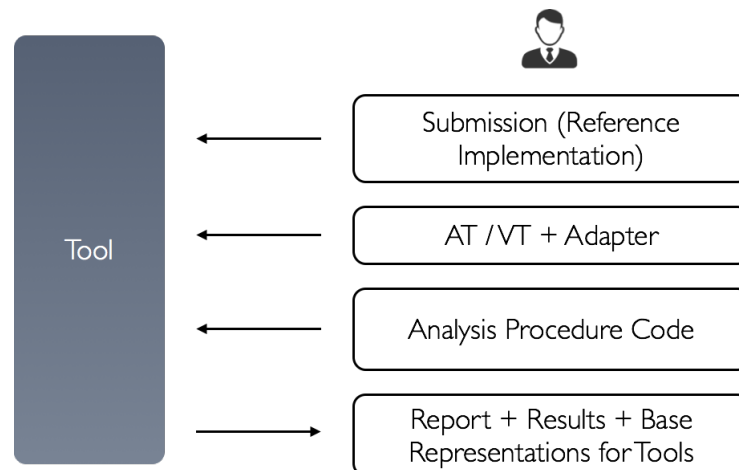 Submission (Reference
Implementation)
AT / VT + Adapter
Tool
Analysis Procedure Code
Report + Results + Base
Representations for Tools